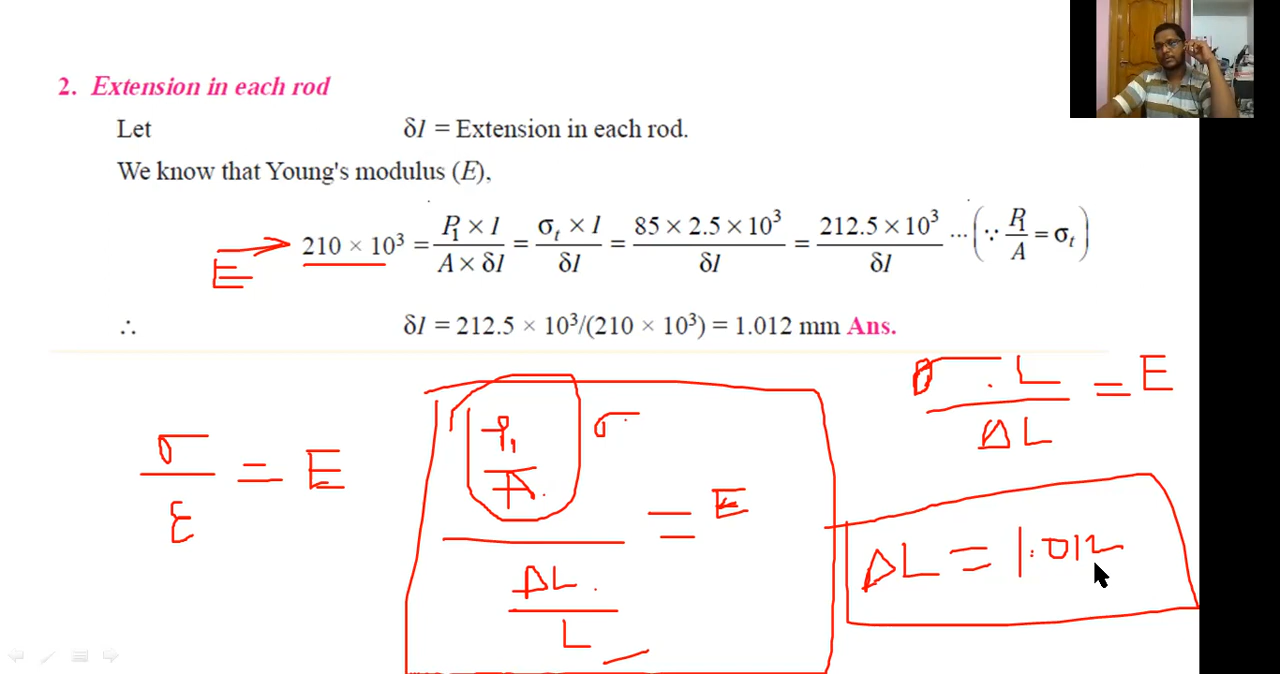 2. Extension in each rod
Let δl = Extension in each rod.
We know that Young's modulus (E),
E → 210 × 10³ = (P₁ × l)/(A × δl) = (σₜ × l)/δl = (85 × 2.5 × 10³)/δl = (212.5 × 10³)/δl ...(∵ P₁/A = σₜ)
∴ δl = 212.5 × 10³/(210 × 10³) = 1.012 mm Ans.
σ . L / ΔL = E
σ / ε = E
P₁ / A σ / ΔL / L = E
ΔL = 1.012